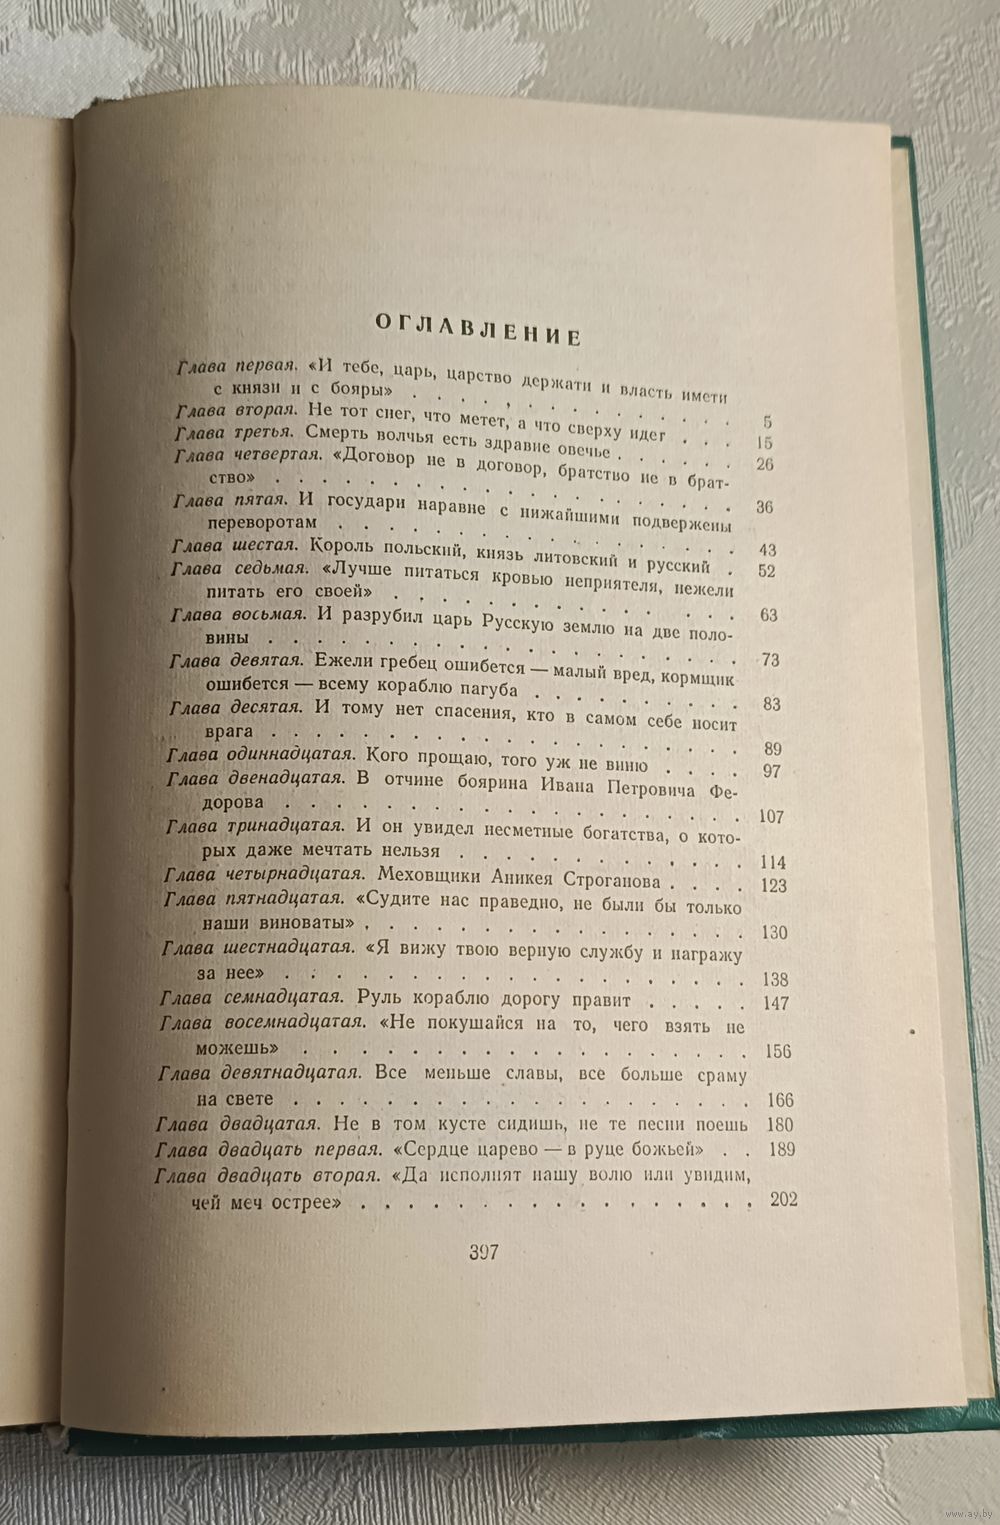 ОГЛАВЛЕНИЕ
Глава первая. «И тебе, царь, царство держати и власть имети
с князи и с бояры» . . . . . . . . . . . . . 5
Глава вторая. Не тот снег, что метет, а что сверху идет . . . 15
Глава третья. Смерть волчья есть здравие овечье . . . . . . 26
Глава четвертая. «Договор не в договор, братство не в брат-
ство» . . . . . . . . . . . . . . . . . . 36
Глава пятая. И государи наравне с нижайшими подвержены
переворотам . . . . . . . . . . . . . . . 43
Глава шестая. Король польский, князь литовский и русский . 52
Глава седьмая. «Лучше питаться кровью неприятеля, нежели
питать его своей» . . . . . . . . . . . . . 63
Глава восьмая. И разрубил царь Русскую землю на две поло-
вины . . . . . . . . . . . . . . . . . . 73
Глава девятая. Ежели гребец ошибется — малый вред, кормщик
ошибется — всему кораблю пагуба . . . . . . . . 83
Глава десятая. И тому нет спасения, кто в самом себе носит
врага . . . . . . . . . . . . . . . . . . 89
Глава одиннадцатая. Кого прощаю, того уж не виню . . . . 97
Глава двенадцатая. В отчине боярина Ивана Петровича Фе-
дорова . . . . . . . . . . . . . . . . . 107
Глава тринадцатая. И он увидел несметные богатства, о кото-
рых даже мечтать нельзя . . . . . . . . . . . 114
Глава четырнадцатая. Меховщики Аникея Строганова . . . . 123
Глава пятнадцатая. «Судите нас праведно, не были бы только
наши виноваты» . . . . . . . . . . . . . . 130
Глава шестнадцатая. «Я вижу твою верную службу и награжу
за нее» . . . . . . . . . . . . . . . . . 138
Глава семнадцатая. Руль кораблю дорогу правит . . . . . 147
Глава восемнадцатая. «Не покушайся на то, чего взять не
можешь» . . . . . . . . . . . . . . . . . 156
Глава девятнадцатая. Все меньше славы, все больше сраму
на свете . . . . . . . . . . . . . . . . . 166
Глава двадцатая. Не в том кусте сидишь, не те песни поешь 180
Глава двадцать первая. «Сердце царево — в руце божьей» . . 189
Глава двадцать вторая. «Да исполнят нашу волю или увидим,
чей меч острее» . . . . . . . . . . . . . . 202
397
www.ay.by